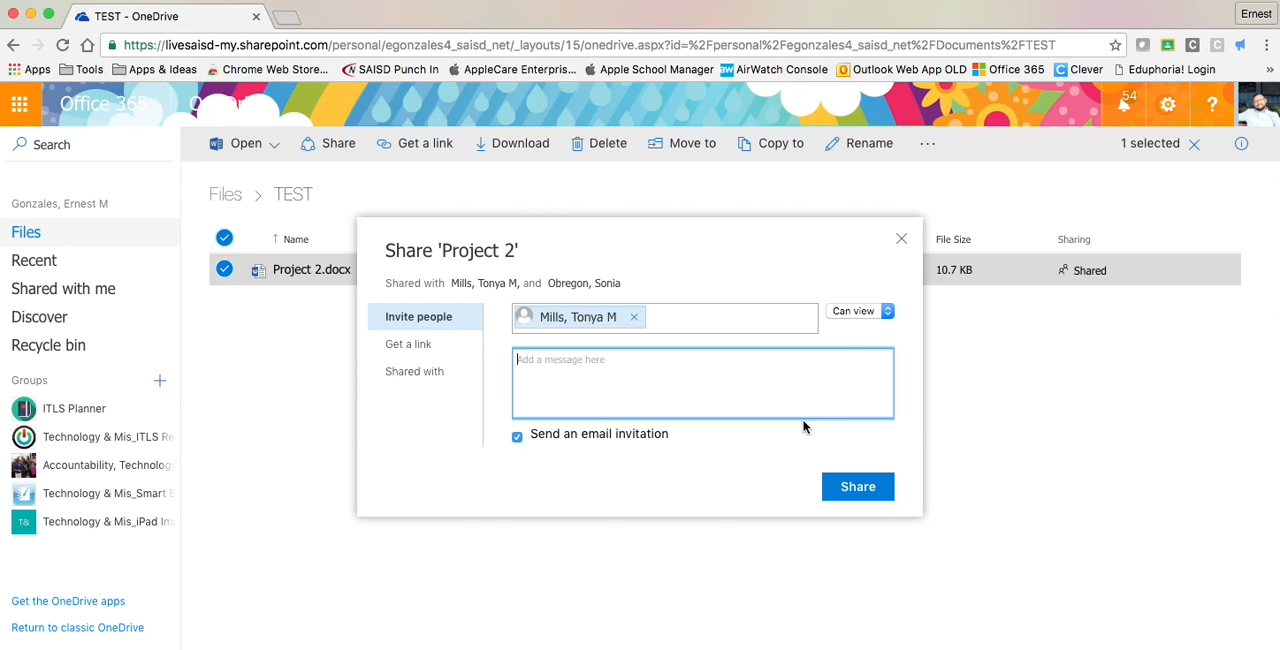 TEST - OneDrive
Ernest
https://livesaisd-my.sharepoint.com/personal/egonzales4_saisd_net/_layouts/15/onedrive.aspx?id=%2Fpersonal%2Fegonzales4_saisd_net%2FDocuments%2FTEST
Apps Tools Apps & Ideas Chrome Web Store... SAISD Punch In AppleCare Enterpris... Apple School Manager AirWatch Console Outlook Web App OLD Office 365 Clever Eduphoria! Login »
Office 365 54 ?
Search Open Share Get a link Download Delete Move to Copy to Rename ... 1 selected
Files > TEST
Gonzales, Ernest M
Files
Recent
Shared with me
Discover
Recycle bin
Groups +
ITLS Planner
Technology & Mis_ITLS Re
Accountability, Technolog
Technology & Mis_Smart B
T& Technology & Mis_iPad Im
Get the OneDrive apps
Return to classic OneDrive
Name File Size Sharing
Project 2.docx 10.7 KB Shared
Share 'Project 2'
Shared with Mills, Tonya M, and Obregon, Sonia
Invite people
Get a link
Shared with
Mills, Tonya M Can view
Add a message here
Send an email invitation
Share